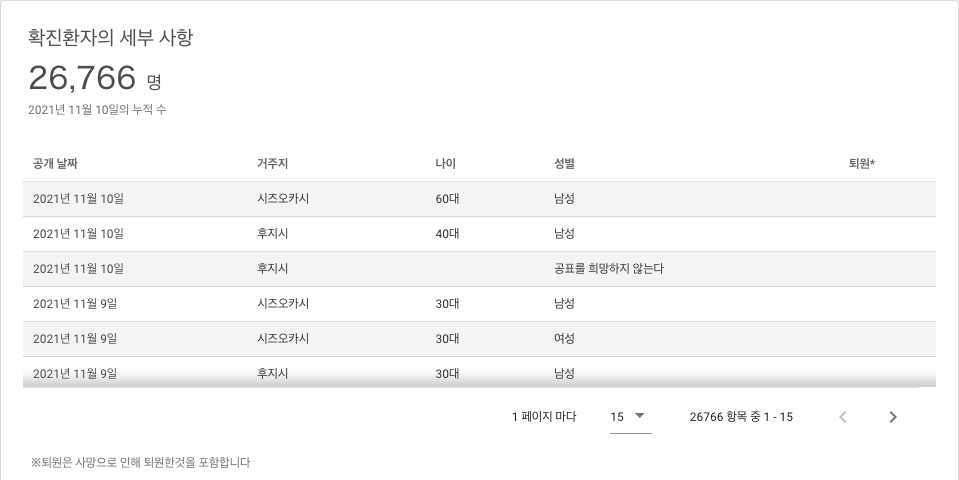 확진환자의 세부 사항
26,766 명
2021년 11월 10일의 누적 수
공개 날짜 거주지 나이 성별 퇴원*
2021년 11월 10일 시즈오카시 60대 남성
2021년 11월 10일 후지시 40대 남성
2021년 11월 10일 후지시 공표를 희망하지 않는다
2021년 11월 9일 시즈오카시 30대 남성
2021년 11월 9일 시즈오카시 30대 여성
2021년 11월 9일 후지시 30대 남성
1 페이지 마다 15 26766 항목 중 1 - 15
※퇴원은 사망으로 인해 퇴원한것을 포함합니다